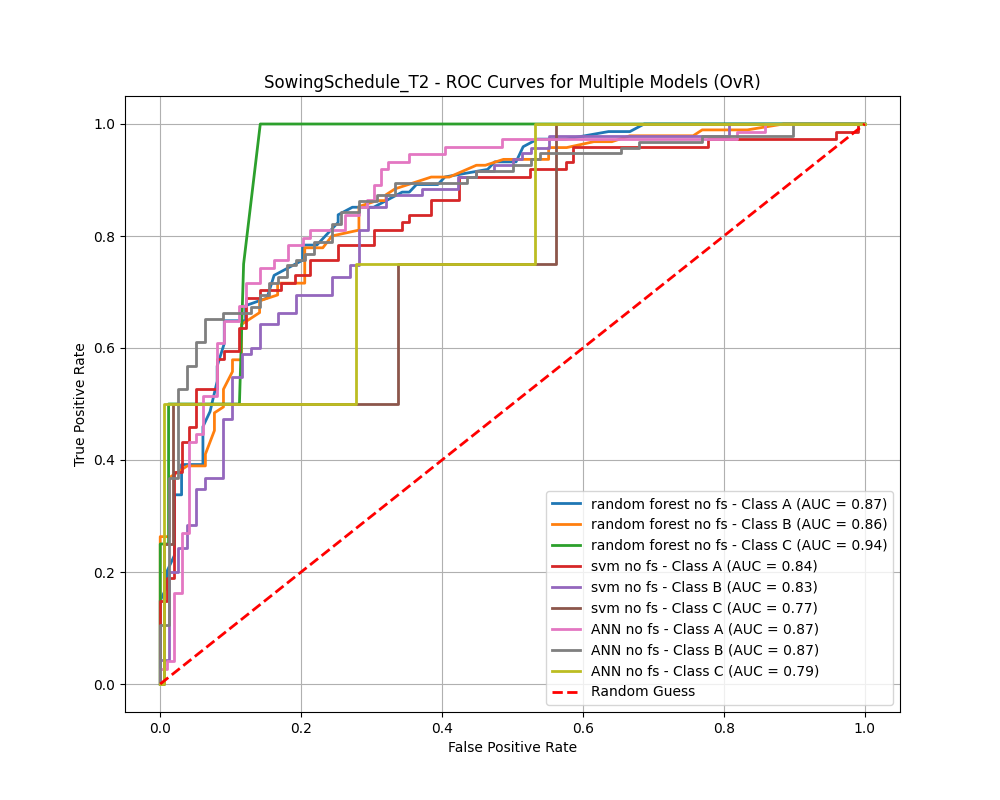 SowingSchedule_T2 - ROC Curves for Multiple Models (OvR)
True Positive Rate
1.0
0.8
0.6
0.4
0.2
0.0
random forest no fs - Class A (AUC = 0.87)
random forest no fs - Class B (AUC = 0.86)
random forest no fs - Class C (AUC = 0.94)
svm no fs - Class A (AUC = 0.84)
svm no fs - Class B (AUC = 0.83)
svm no fs - Class C (AUC = 0.77)
ANN no fs - Class A (AUC = 0.87)
ANN no fs - Class B (AUC = 0.87)
ANN no fs - Class C (AUC = 0.79)
Random Guess
0.0 0.2 0.4 0.6 0.8 1.0
False Positive Rate